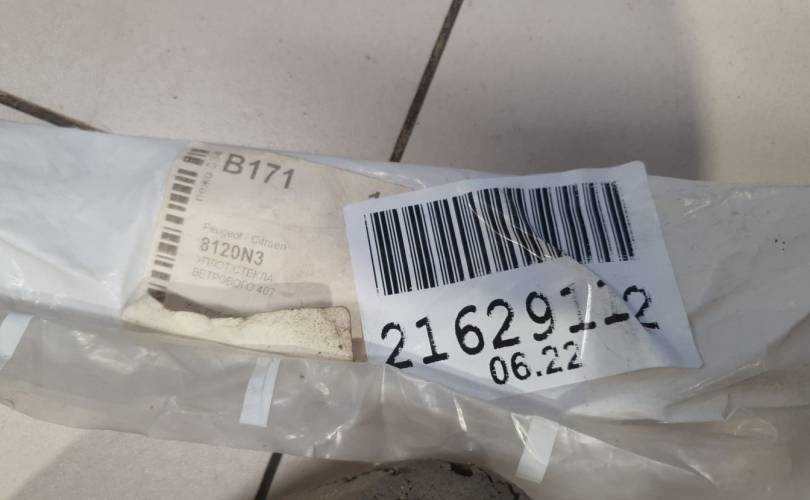 B171
Peugeot / Citroen
8120N3
УПЛОТ.СТЕКЛА
ВЕТРОВОГО 407
21629112
06.22